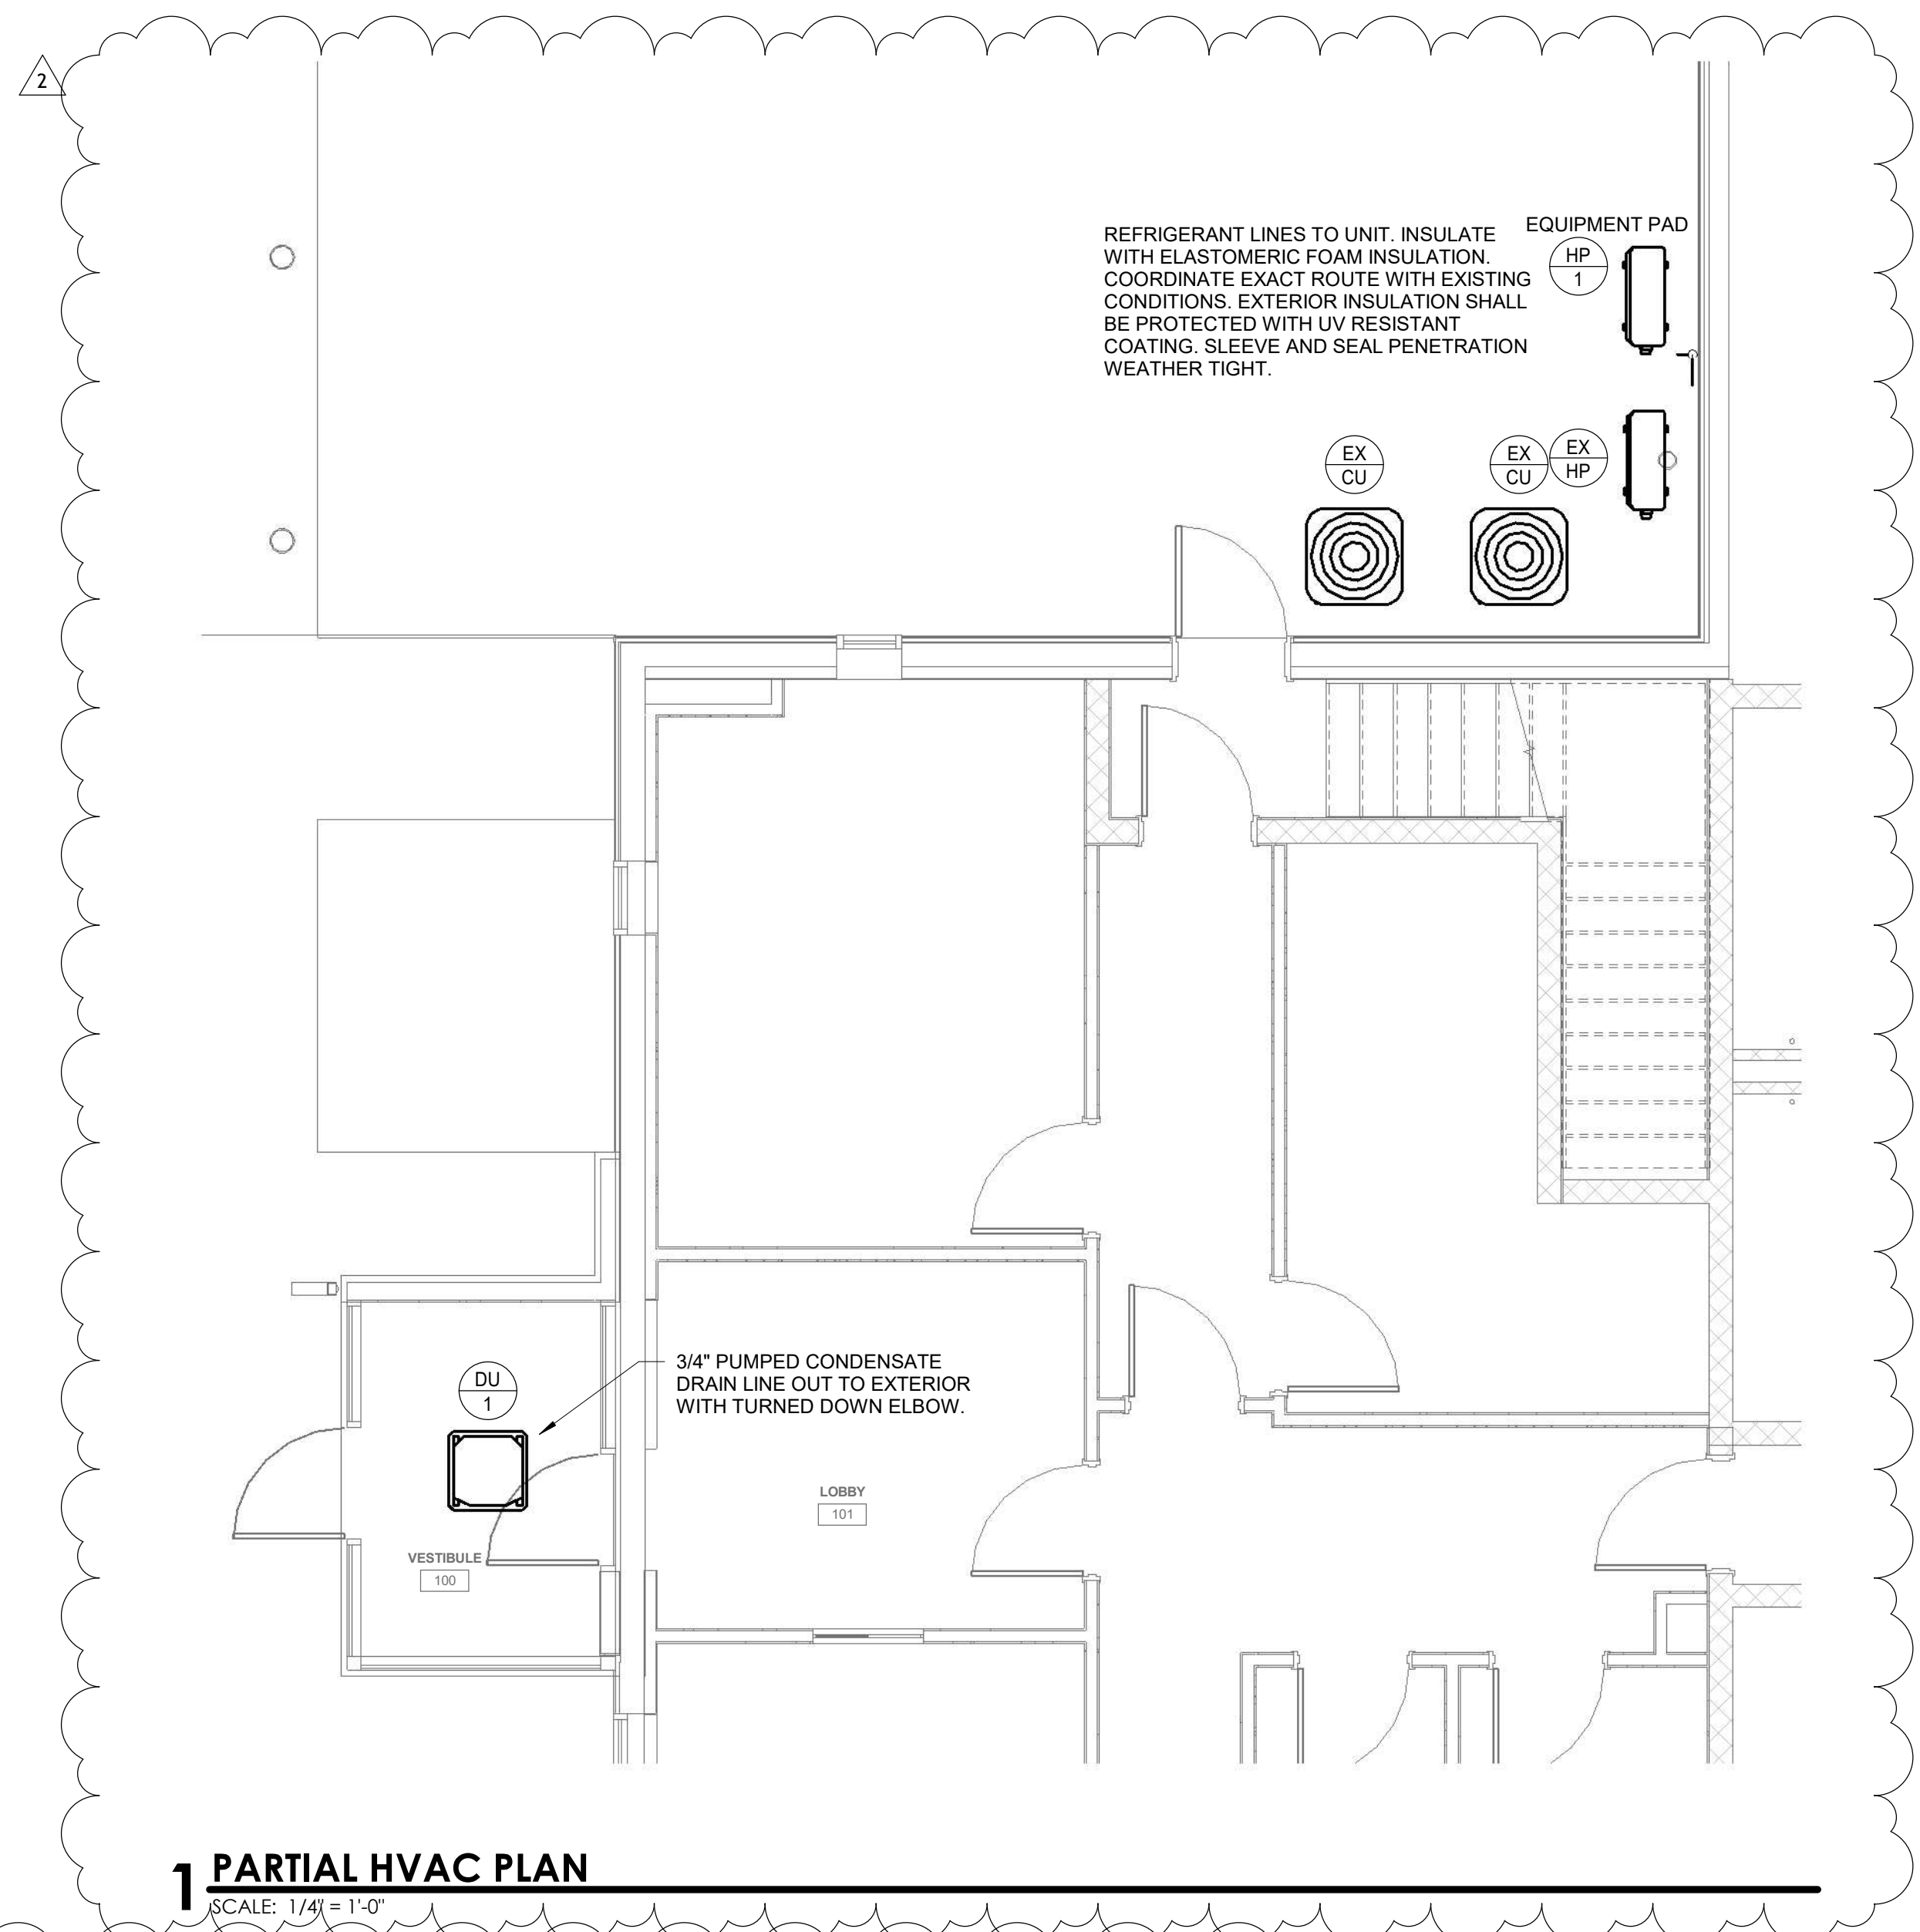 2
REFRIGERANT LINES TO UNIT. INSULATE
WITH ELASTOMERIC FOAM INSULATION.
COORDINATE EXACT ROUTE WITH EXISTING
CONDITIONS. EXTERIOR INSULATION SHALL
BE PROTECTED WITH UV RESISTANT
COATING. SLEEVE AND SEAL PENETRATION
WEATHER TIGHT.
EQUIPMENT PAD
HP
1
EX
CU
EX
CU
EX
HP
3/4" PUMPED CONDENSATE
DRAIN LINE OUT TO EXTERIOR
WITH TURNED DOWN ELBOW.
DU
1
LOBBY
101
VESTIBULE
100
1 PARTIAL HVAC PLAN
SCALE: 1/4" = 1'-0"